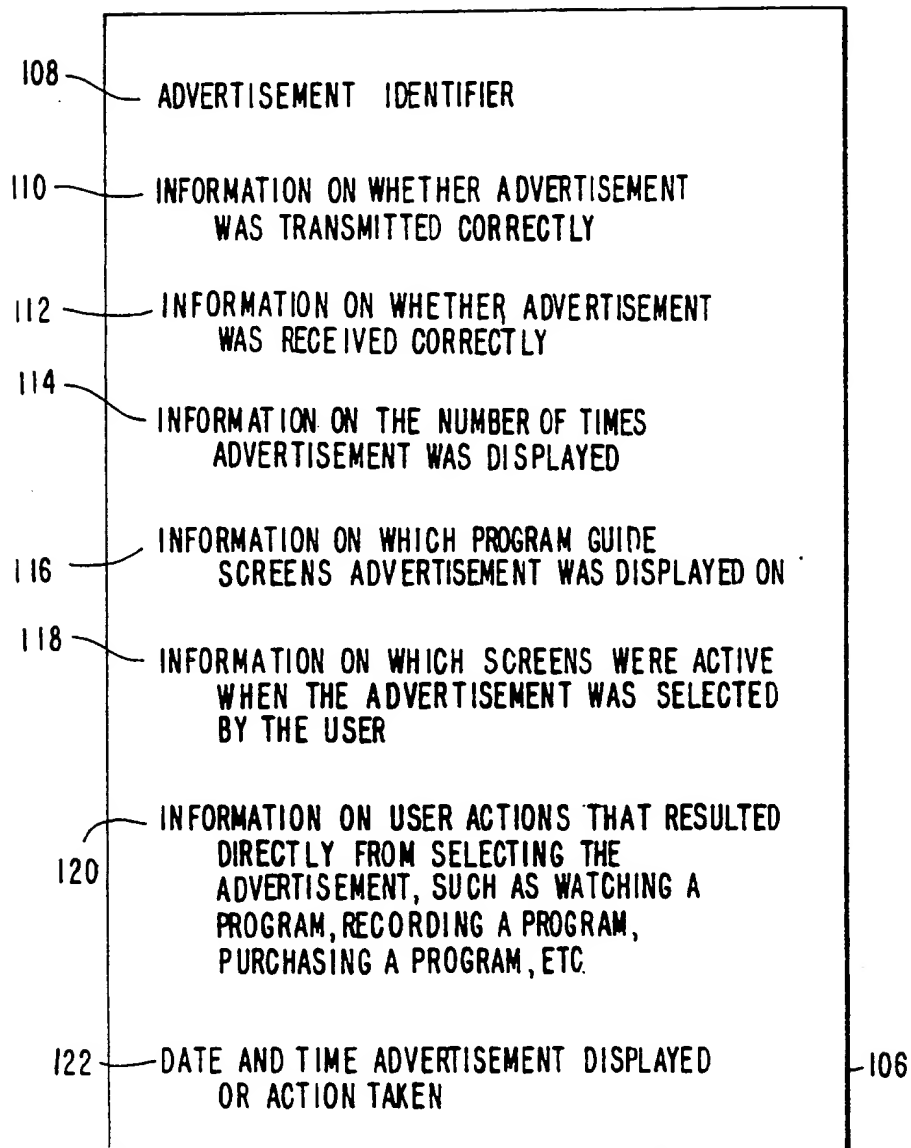 108
ADVERTISEMENT IDENTIFIER
110
INFORMATION ON WHETHER ADVERTISEMENT
WAS TRANSMITTED CORRECTLY
112
INFORMATION ON WHETHER ADVERTISEMENT
WAS RECEIVED CORRECTLY
114
INFORMATION ON THE NUMBER OF TIMES
ADVERTISEMENT WAS DISPLAYED
INFORMATION ON WHICH PROGRAM GUIDE
116
SCREENS ADVERTISEMENT WAS DISPLAYED ON
118
INFORMATION ON WHICH SCREENS WERE ACTIVE
WHEN THE ADVERTISEMENT WAS SELECTED
BY THE USER
INFORMATION ON USER ACTIONS THAT RESULTED
DIRECTLY FROM SELECTING THE
120
ADVERTISEMENT, SUCH AS WATCHING A
PROGRAM, RECORDING A PROGRAM,
PURCHASING A PROGRAM, ETC.
122
DATE AND TIME ADVERTISEMENT DISPLAYED
106
OR ACTION TAKEN